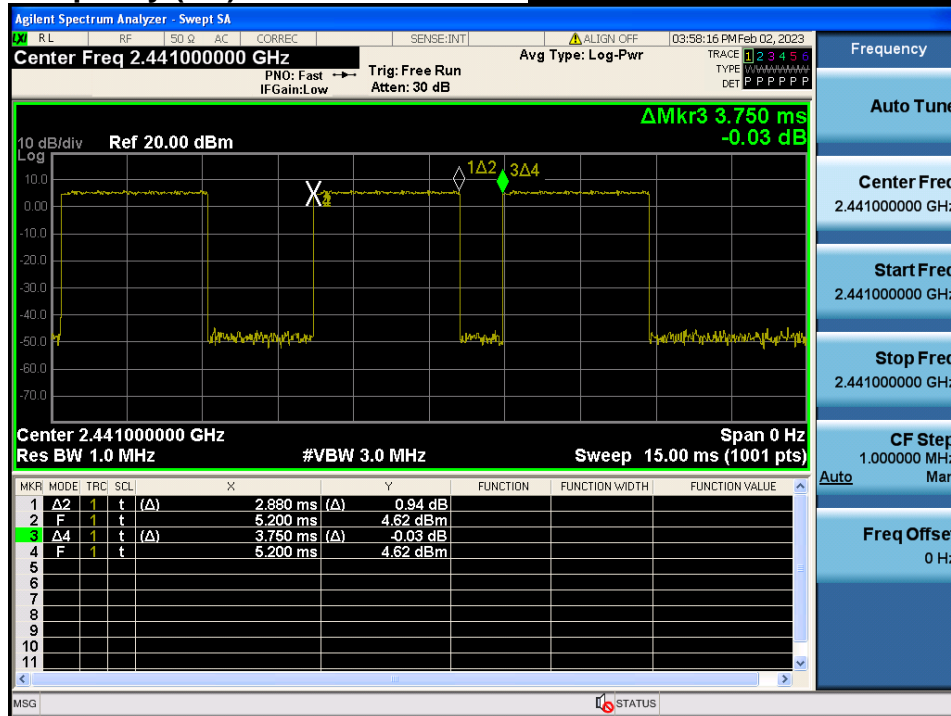 Agilent Spectrum Analyzer - Swept SA
LXI RL RF 50 Ω AC CORREC SENSE:INT ALIGN OFF 03:58:16 PM Feb 02, 2023
Center Freq 2.441000000 GHz
PNO: Fast
IFGain:Low
Trig: Free Run
Atten: 30 dB
Avg Type: Log-Pwr
TRACE 1 2 3 4 5 6
TYPE
DET P P P P P P
ΔMkr3 3.750 ms
-0.03 dB
10 dB/div Ref 20.00 dBm
Log
1Δ2 3Δ4
X
10.0
0.00
-10.0
-20.0
-30.0
-40.0
-50.0
-60.0
-70.0
Center 2.441000000 GHz Span 0 Hz
Res BW 1.0 MHz #VBW 3.0 MHz Sweep 15.00 ms (1001 pts)
MKR MODE TRC SCL X Y FUNCTION FUNCTION WIDTH FUNCTION VALUE
1 Δ2 1 t (Δ) 2.880 ms (Δ) 0.94 dB
2 F 1 t 5.200 ms 4.62 dBm
3 Δ4 1 t (Δ) 3.750 ms (Δ) -0.03 dB
4 F 1 t 5.200 ms 4.62 dBm
5
6
7
8
9
10
11
MSG STATUS
Frequency
Auto Tune
Center Freq
2.441000000 GHz
Start Freq
2.441000000 GHz
Stop Freq
2.441000000 GHz
CF Step
1.000000 MHz
Auto Man
Freq Offset
0 Hz